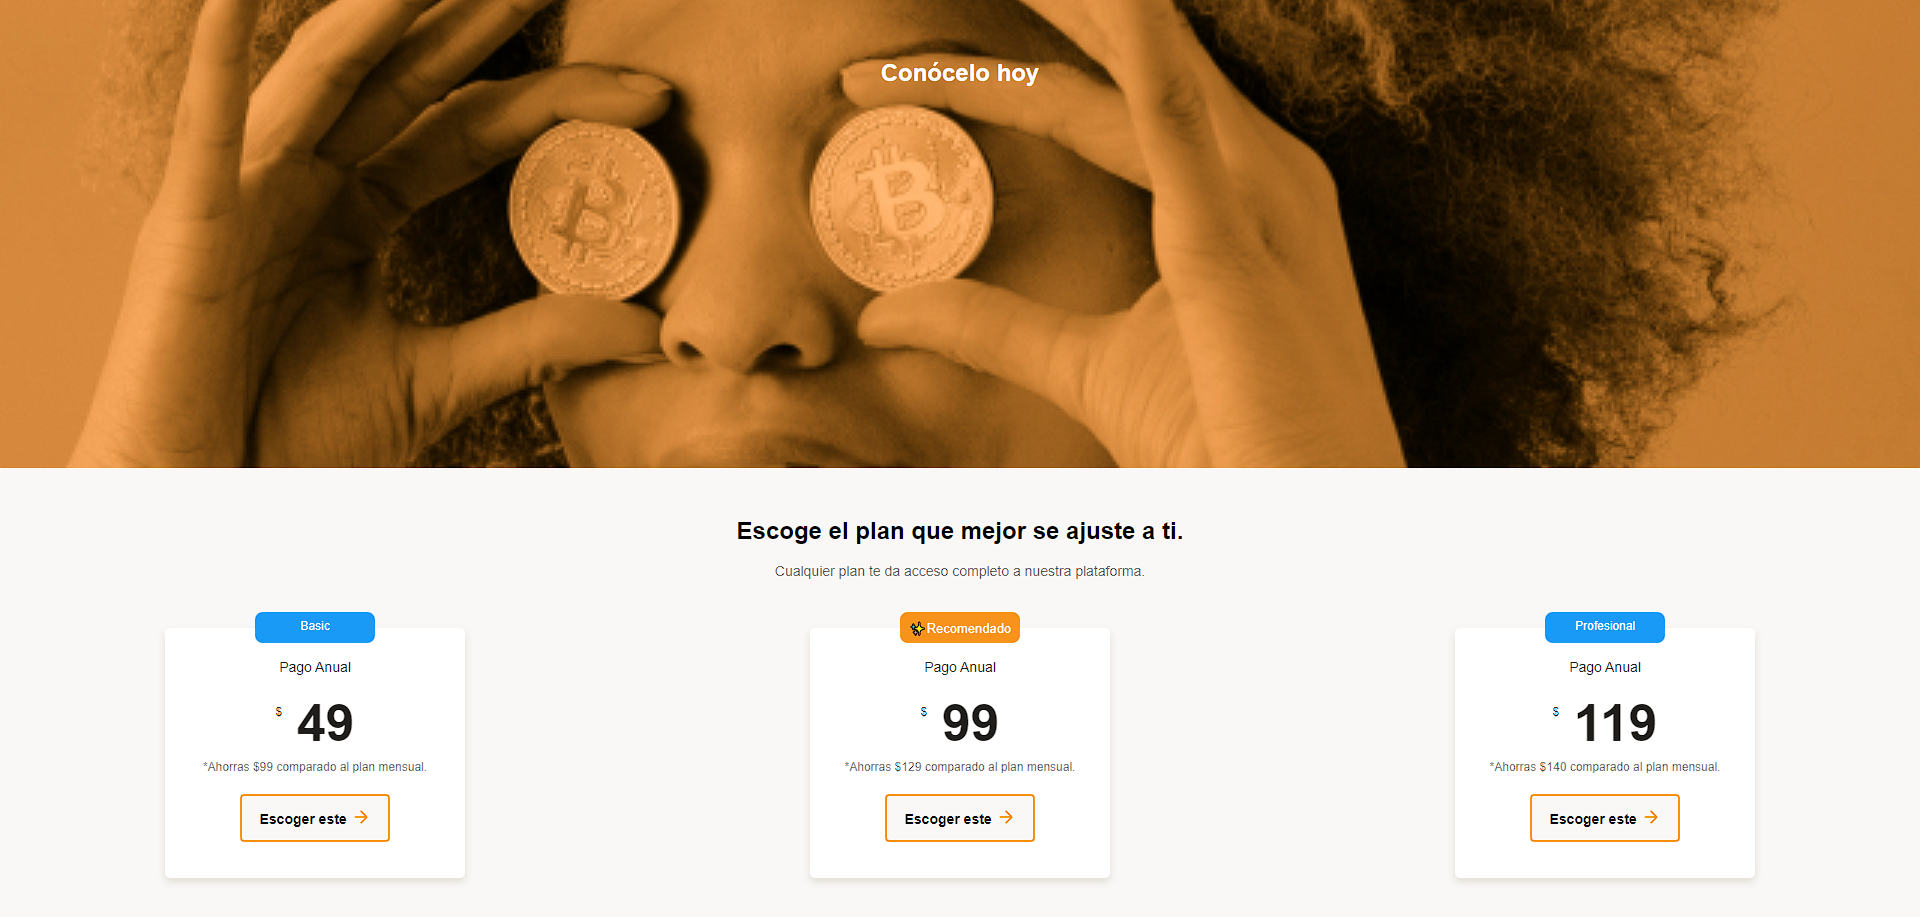 Conócelo hoy
Escoge el plan que mejor se ajuste a ti.
Cualquier plan te da acceso completo a nuestra plataforma.
Basic
Pago Anual
$ 49
*Ahorras $99 comparado al plan mensual.
Escoger este →
✨Recomendado
Pago Anual
$ 99
*Ahorras $129 comparado al plan mensual.
Escoger este →
Profesional
Pago Anual
$ 119
*Ahorras $140 comparado al plan mensual.
Escoger este →